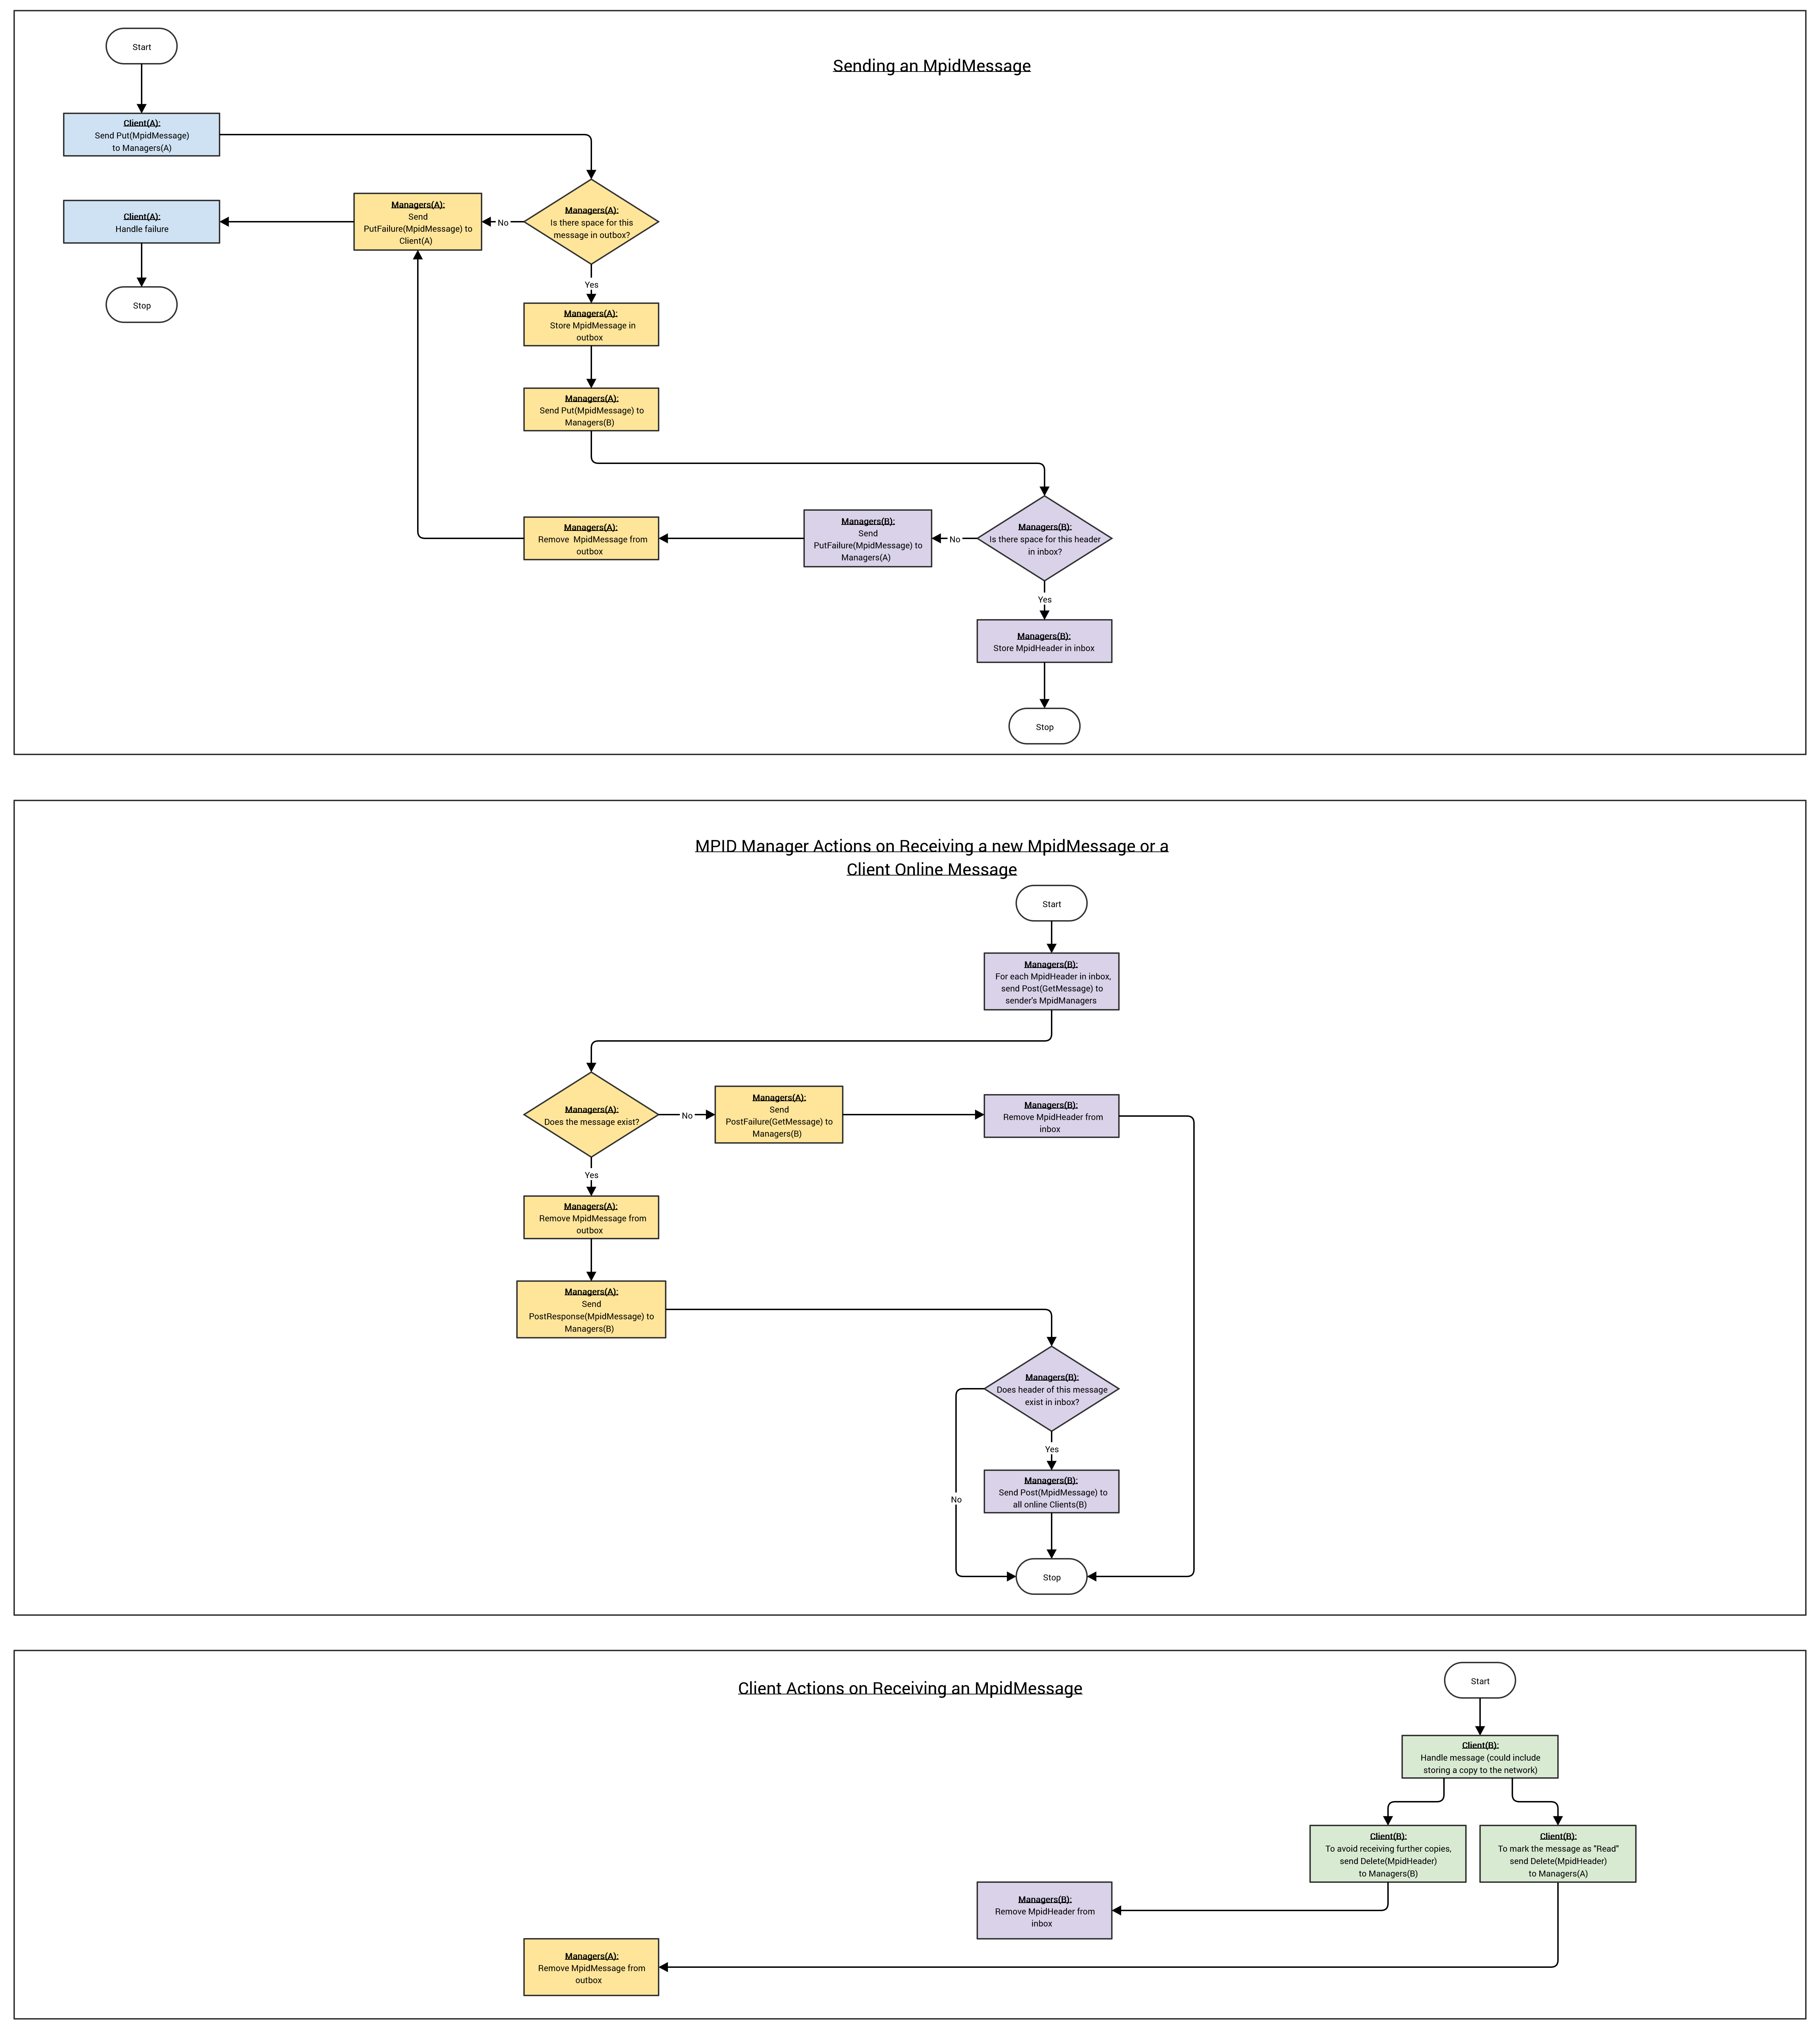 Start
Sending an MpidMessage
Client(A):
Send Put(MpidMessage)
to Managers(A)
Client(A):
Handle failure
Managers(A):
Send
PutFailure(MpidMessage) to
Client(A)
No
Managers(A):
Is there space for this
message in outbox?
Stop
Yes
Managers(A):
Store MpidMessage in
outbox
Managers(A):
Send Put(MpidMessage) to
Managers(B)
Managers(A):
Remove MpidMessage from
outbox
Managers(B):
Send
PutFailure(MpidMessage) to
Managers(A)
No
Managers(B):
Is there space for this header
in inbox?
Yes
Managers(B):
Store MpidHeader in inbox
Stop
MPID Manager Actions on Receiving a new MpidMessage or a
Client Online Message
Start
Managers(B):
For each MpidHeader in inbox,
send Post(GetMessage) to
sender's MpidManagers
Managers(A):
Does the message exist?
No
Managers(A):
Send
PostFailure(GetMessage) to
Managers(B)
Managers(B):
Remove MpidHeader from
inbox
Yes
Managers(A):
Remove MpidMessage from
outbox
Managers(A):
Send
PostResponse(MpidMessage) to
Managers(B)
Managers(B):
Does header of this message
exist in inbox?
Yes
Managers(B):
Send Post(MpidMessage) to
all online Clients(B)
No
Stop
Client Actions on Receiving an MpidMessage
Start
Client(B):
Handle message (could include
storing a copy to the network)
Client(B):
To avoid receiving further copies,
send Delete(MpidHeader)
to Managers(B)
Client(B):
To mark the message as "Read"
send Delete(MpidHeader)
to Managers(A)
Managers(B):
Remove MpidHeader from
inbox
Managers(A):
Remove MpidMessage from
outbox